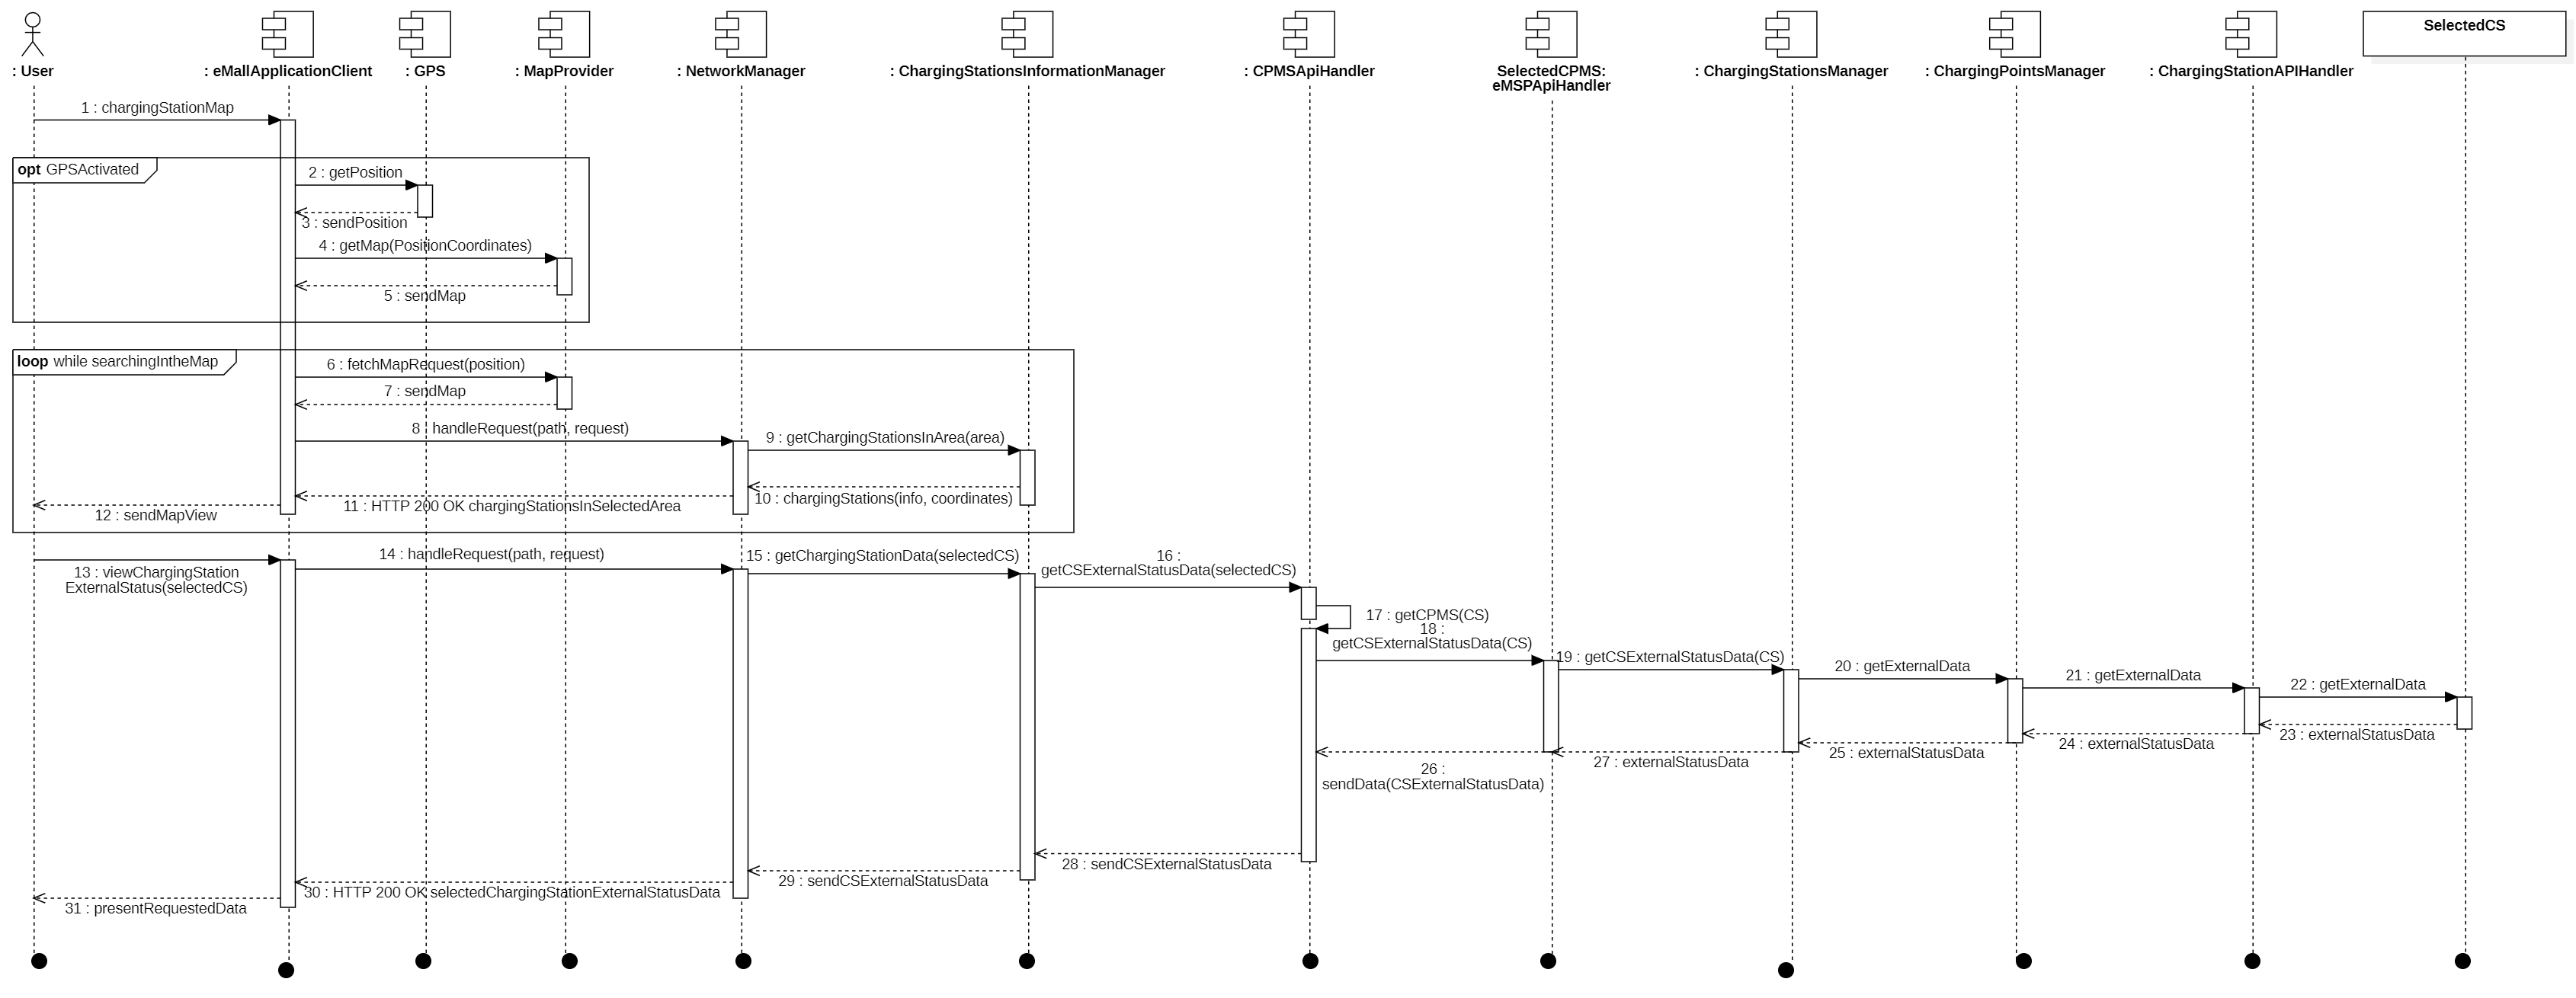 : User
: eMallApplicationClient
: GPS
: MapProvider
: NetworkManager
: ChargingStationsInformationManager
: CPMSApiHandler
SelectedCPMS:
eMSPApiHandler
: ChargingStationsManager
: ChargingPointsManager
: ChargingStationAPIHandler
SelectedCS
1 : chargingStationMap
opt GPSActivated
2 : getPosition
3 : sendPosition
4 : getMap(PositionCoordinates)
5 : sendMap
loop while searchingIntheMap
6 : fetchMapRequest(position)
7 : sendMap
8 : handleRequest(path, request)
9 : getChargingStationsInArea(area)
10 : chargingStations(info, coordinates)
11 : HTTP 200 OK chargingStationsInSelectedArea
12 : sendMapView
13 : viewChargingStation
ExternalStatus(selectedCS)
14 : handleRequest(path, request)
15 : getChargingStationData(selectedCS)
16 :
getCSExternalStatusData(selectedCS)
17 : getCPMS(CS)
18 :
getCSExternalStatusData(CS)
19 : getCSExternalStatusData(CS)
20 : getExternalData
21 : getExternalData
22 : getExternalData
23 : externalStatusData
24 : externalStatusData
25 : externalStatusData
27 : externalStatusData
26 :
sendData(CSExternalStatusData)
28 : sendCSExternalStatusData
29 : sendCSExternalStatusData
30 : HTTP 200 OK selectedChargingStationExternalStatusData
31 : presentRequestedData